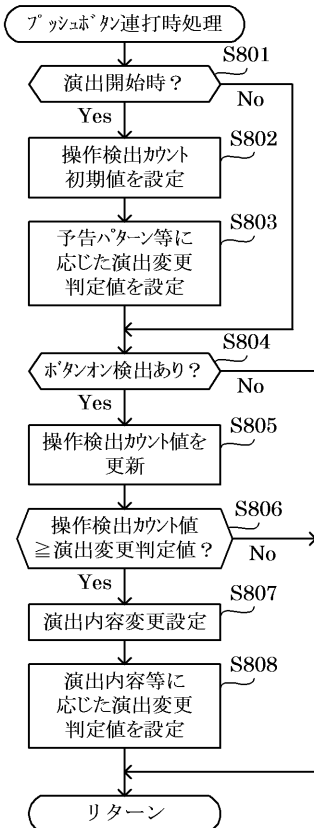 プッシュボタン連打時処理
S801
演出開始時？
No
Yes
S802
操作検出カウント
初期値を設定
S803
予告パターン等に
応じた演出変更
判定値を設定
S804
ボタンオン検出あり？
No
Yes
S805
操作検出カウント値を
更新
S806
操作検出カウント値
≧演出変更判定値？
No
Yes
S807
演出内容変更設定
S808
演出内容等に
応じた演出変更
判定値を設定
リターン